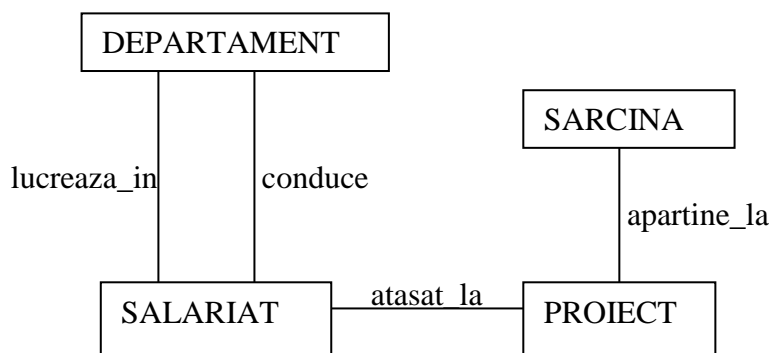 DEPARTAMENT
SARCINA
lucreaza_in
conduce
apartine_la
atasat_la
SALARIAT
PROIECT